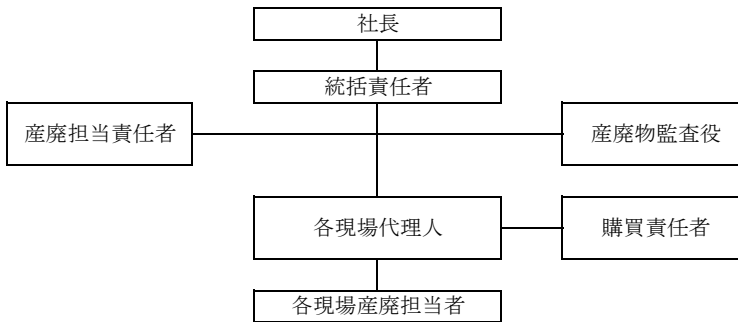 社長
統括責任者
産廃担当責任者
産廃物監査役
各現場代理人
購買責任者
各現場産廃担当者